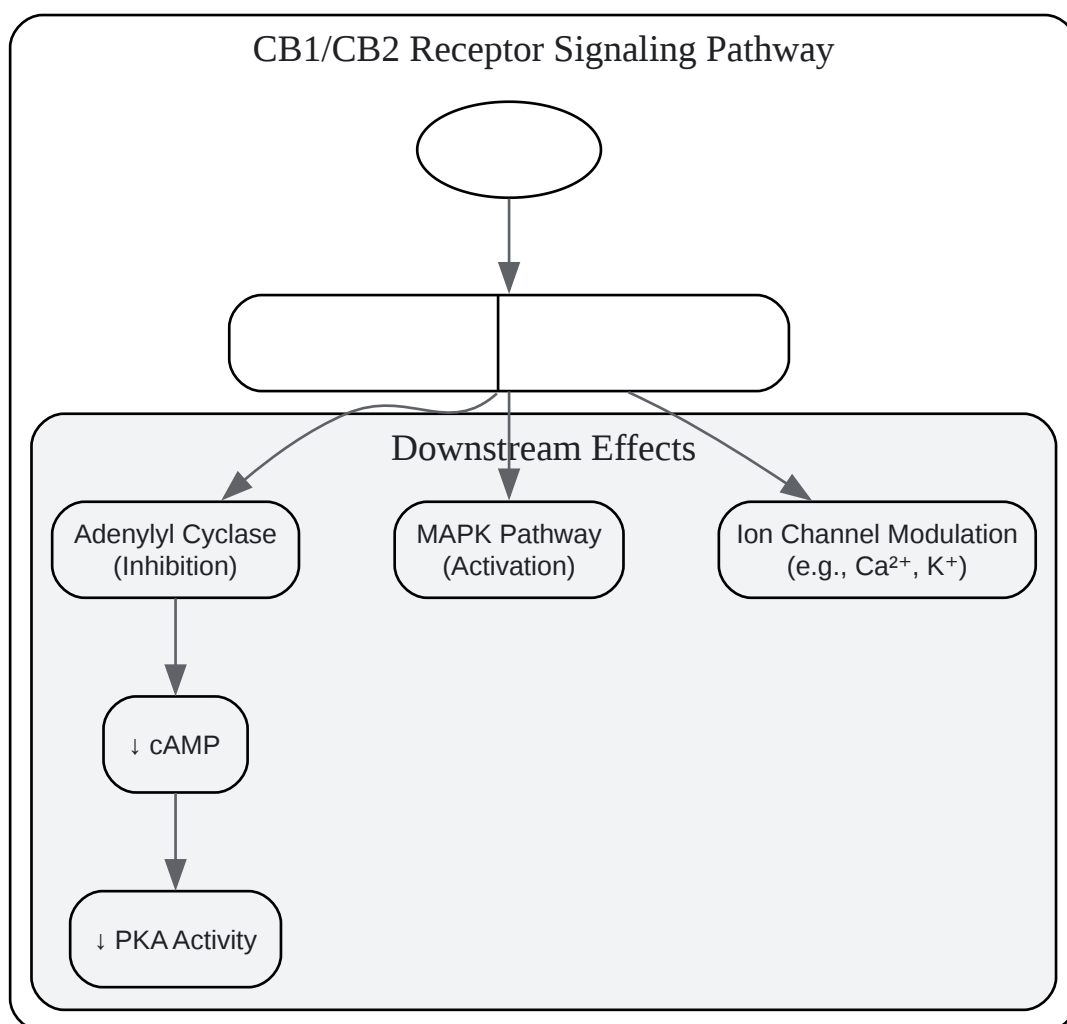 CB1/CB2 Receptor Signaling Pathway
Downstream Effects
Adenylyl Cyclase
(Inhibition)
MAPK Pathway
(Activation)
Ion Channel Modulation
(e.g., Ca²⁺, K⁺)
↓ cAMP
↓ PKA Activity